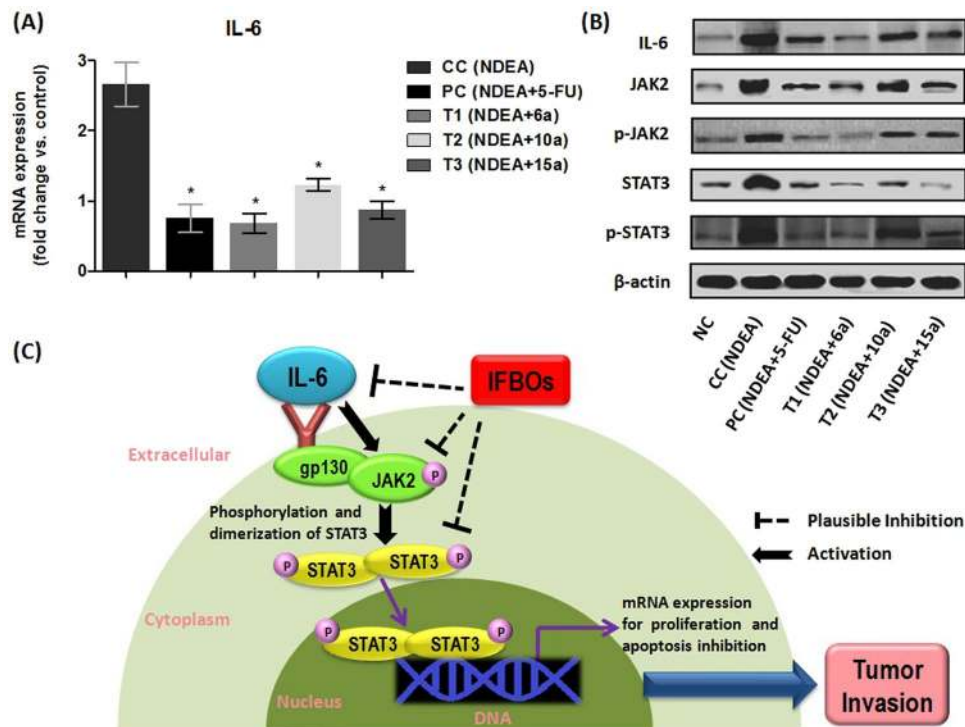 (A)
IL-6
mRNA expression
(fold change vs. control)
3
2
1
0
*
*
*
*
CC (NDEA)
PC (NDEA+5-FU)
T1 (NDEA+6a)
T2 (NDEA+10a)
T3 (NDEA+15a)
(B)
IL-6
JAK2
p-JAK2
STAT3
p-STAT3
β-actin
NC
CC (NDEA)
PC (NDEA+5-FU)
T1 (NDEA+6a)
T2 (NDEA+10a)
T3 (NDEA+15a)
(C)
IL-6
IFBOs
Extracellular
gp130
JAK2
P
Phosphorylation and
dimerization of STAT3
P
STAT3
STAT3
P
Plausible Inhibition
Activation
Cytoplasm
P
STAT3
STAT3
P
mRNA expression
for proliferation and
apoptosis inhibition
Nucleus
DNA
Tumor
Invasion